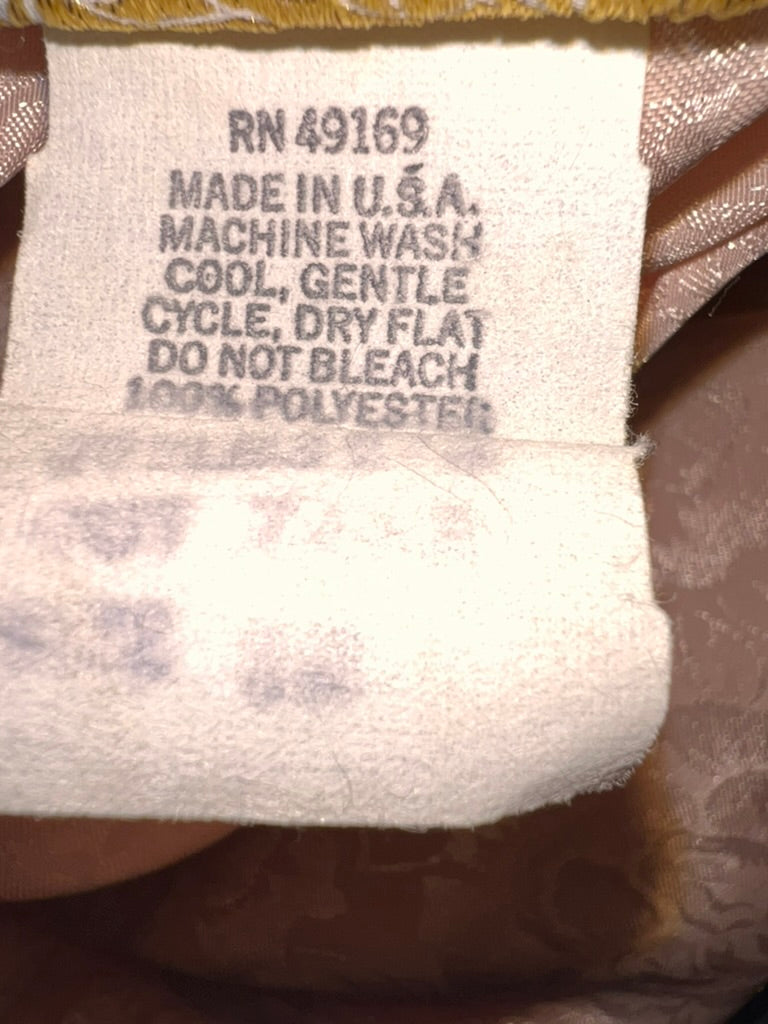 RN 49169
MADE IN U.S.A.
MACHINE WASH
COOL, GENTLE
CYCLE, DRY FLAT
DO NOT BLEACH
100% POLYESTER